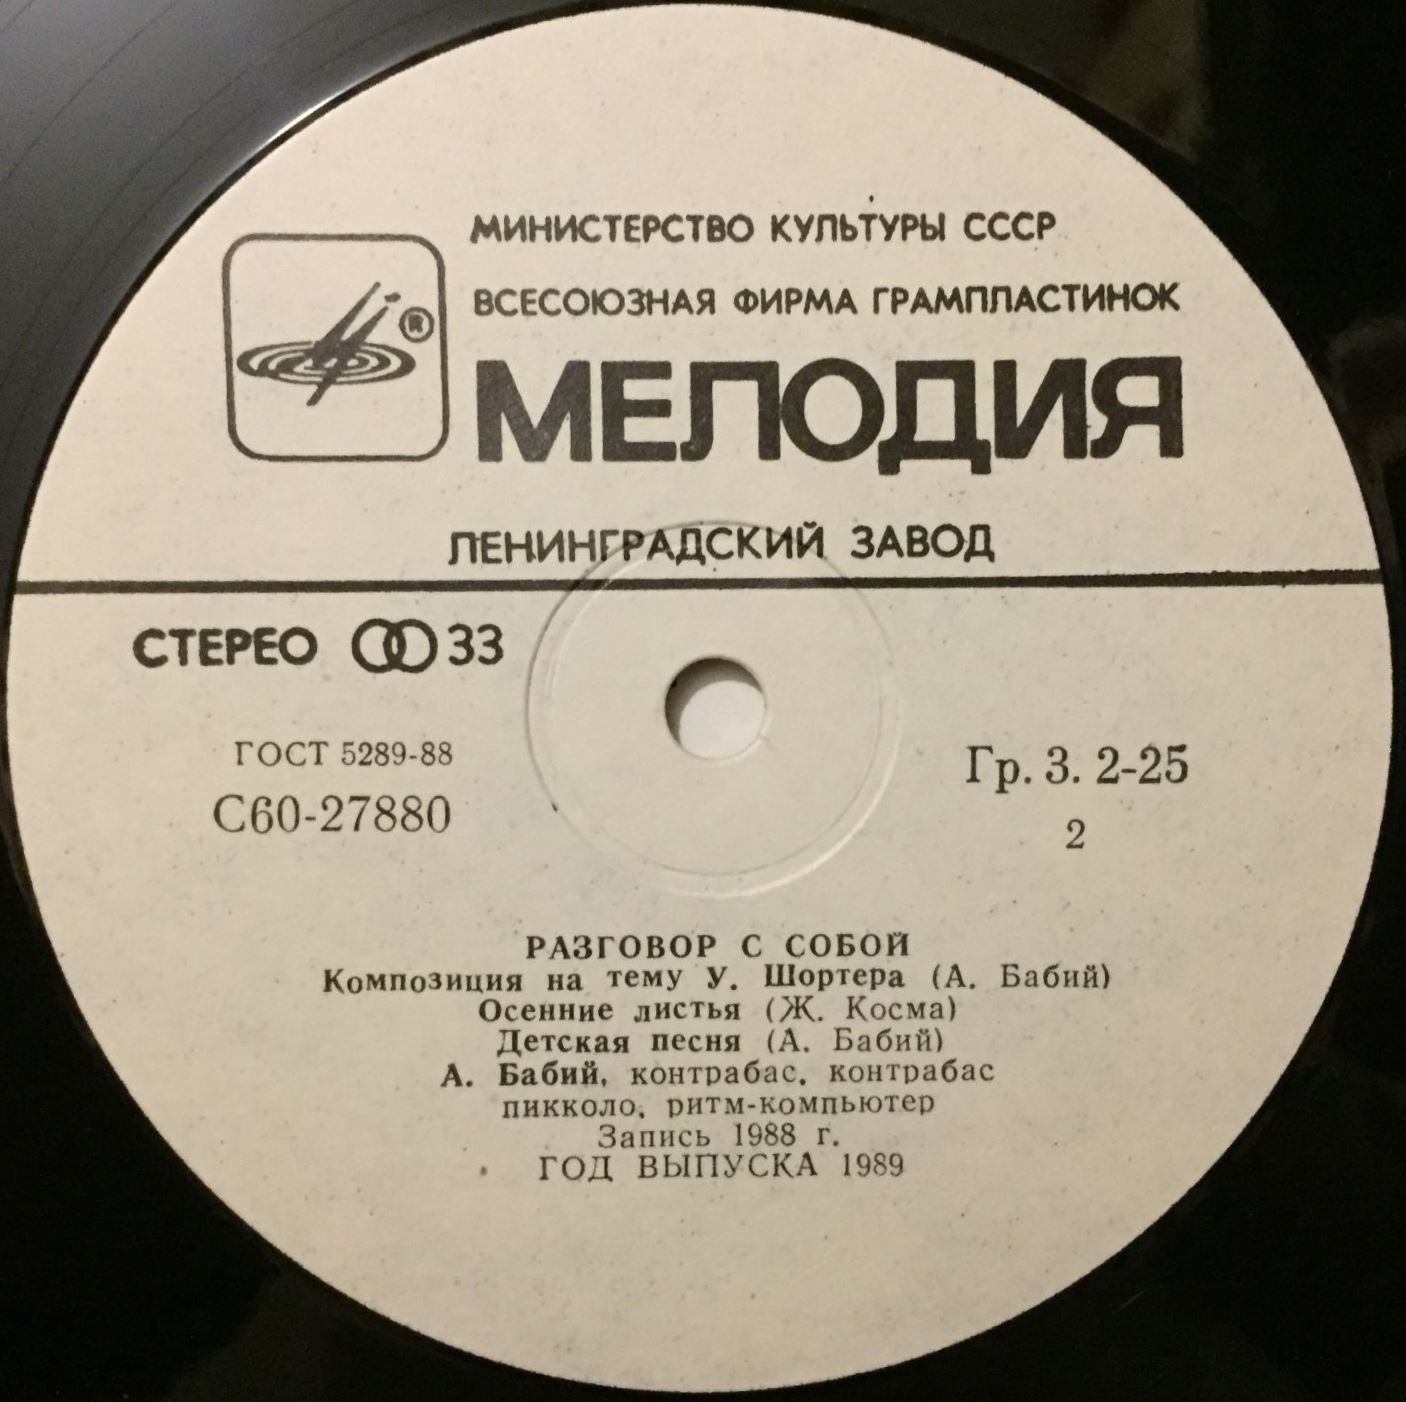 МИНИСТЕРСТВО КУЛЬТУРЫ СССР
ВСЕСОЮЗНАЯ ФИРМА ГРАМПЛАСТИНОК
®
МЕЛОДИЯ
ЛЕНИНГРАДСКИЙ ЗАВОД
СТЕРЕО 33
ГОСТ 5289-88
Гр. 3. 2-25
С60-27880
2
РАЗГОВОР С СОБОЙ
Композиция на тему У. Шортера (А. Бабий)
Осенние листья (Ж. Косма)
Детская песня (А. Бабий)
А. Бабий, контрабас, контрабас
пикколо, ритм-компьютер
Запись 1988 г.
ГОД ВЫПУСКА 1989